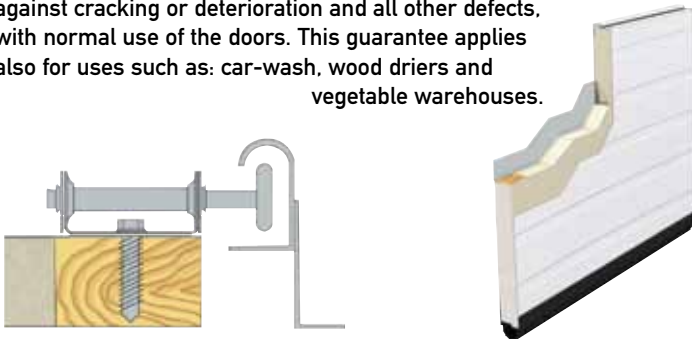 against cracking or deterioration and all other defects,
with normal use of the doors. This guarantee applies
also for uses such as: car-wash, wood driers and
vegetable warehouses.